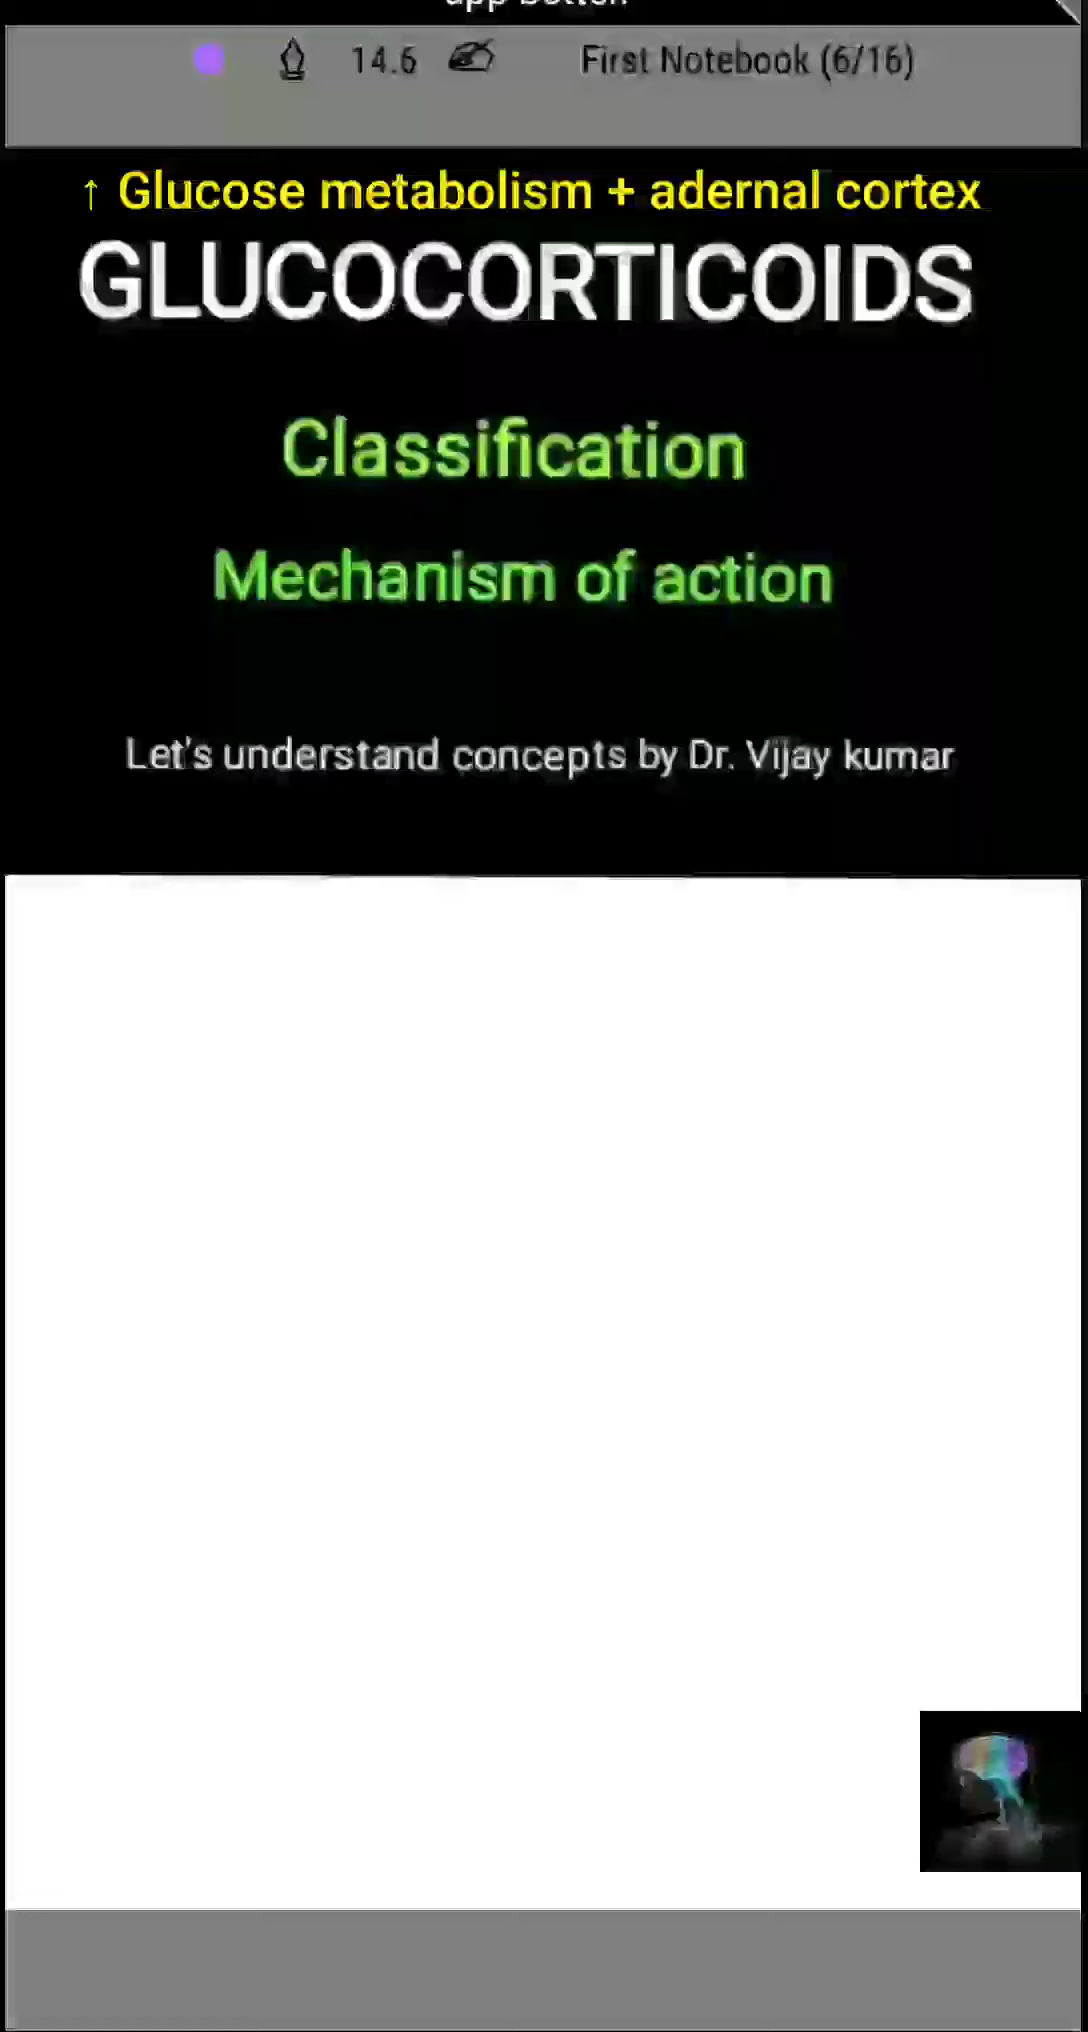 14.6 First Notebook (6/16)
↑ Glucose metabolism + adernal cortex
GLUCOCORTICOIDS
Classification
Mechanism of action
Let's understand concepts by Dr. Vijay kumar